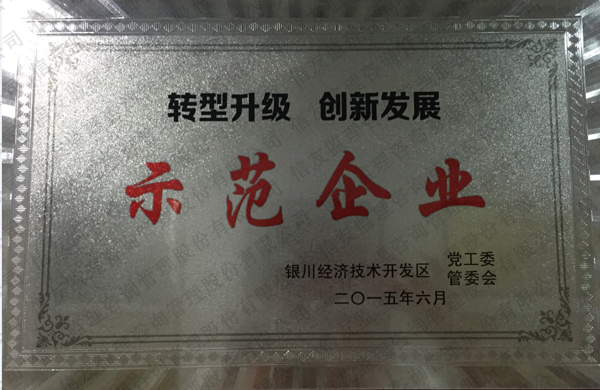 转型升级 创新发展
示范企业
银川经济技术开发区 党工委
管委会
二〇一五年六月